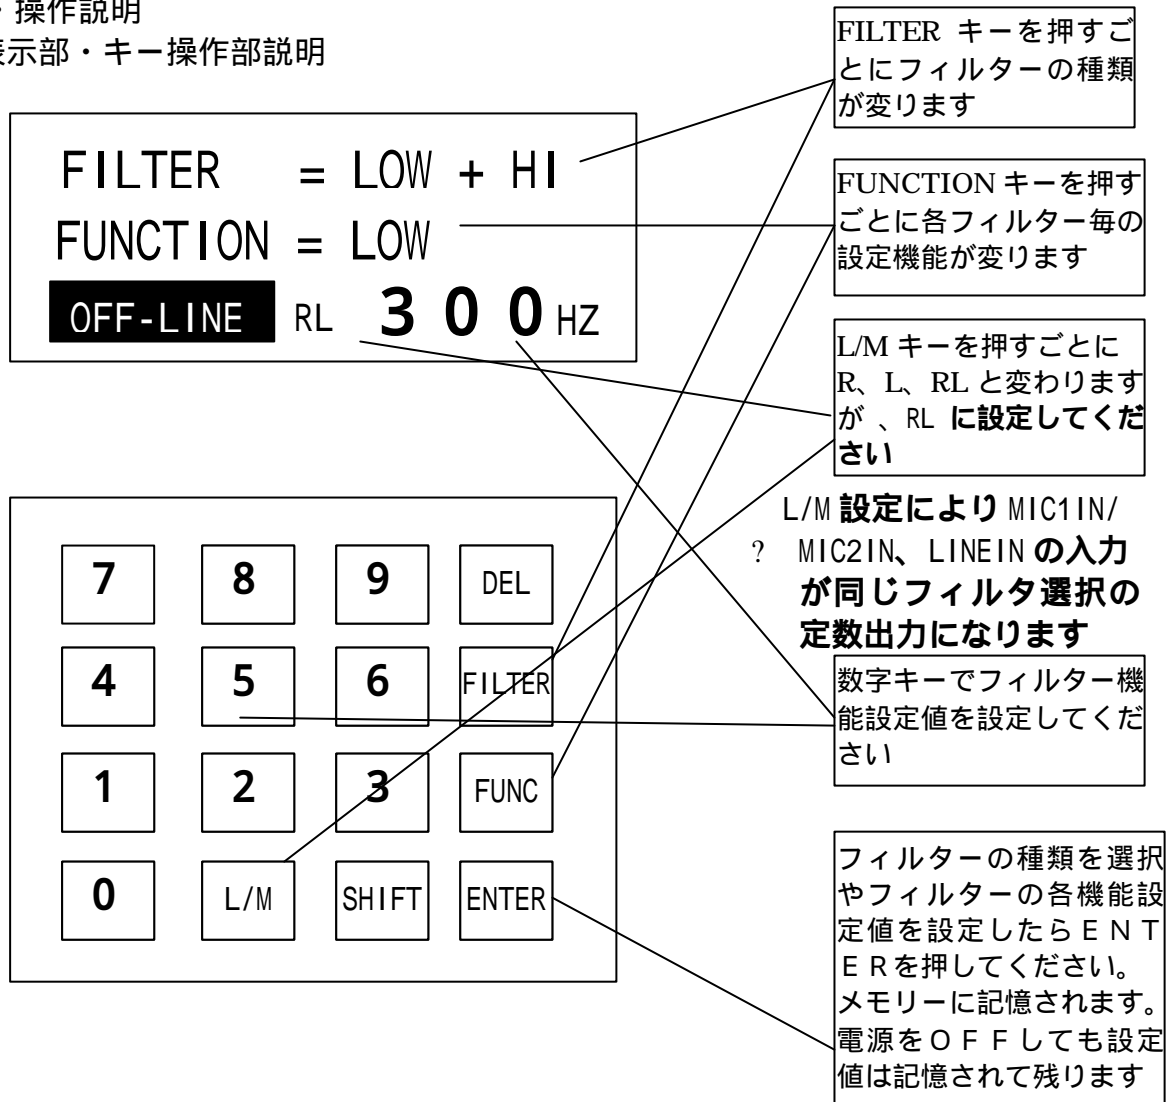 ・操作説明
表示部・キー操作部説明
FILTER = LOW + HI
FUNCTION = LOW
OFF-LINE RL 300HZ
FILTER キーを押すご
とにフィルターの種類
が変ります
FUNCTION キーを押す
ごとに各フィルター毎の
設定機能が変ります
L/M キーを押すごとに
R、L、RL と変わります
が 、RL に設定してくだ
さい
L/M 設定により MIC1IN/
? MIC2IN、LINEIN の入力
が同じフィルタ選択の
定数出力になります
数字キーでフィルター機
能設定値を設定してくだ
さい
7 8 9 DEL
4 5 6 FILTER
1 2 3 FUNC
0 L/M SHIFT ENTER
フィルターの種類を選択
やフィルターの各機能設
定値を設定したらＥＮＴ
ＥＲを押してください。
メモリーに記憶されます。
電源をＯＦＦしても設定
値は記憶されて残ります